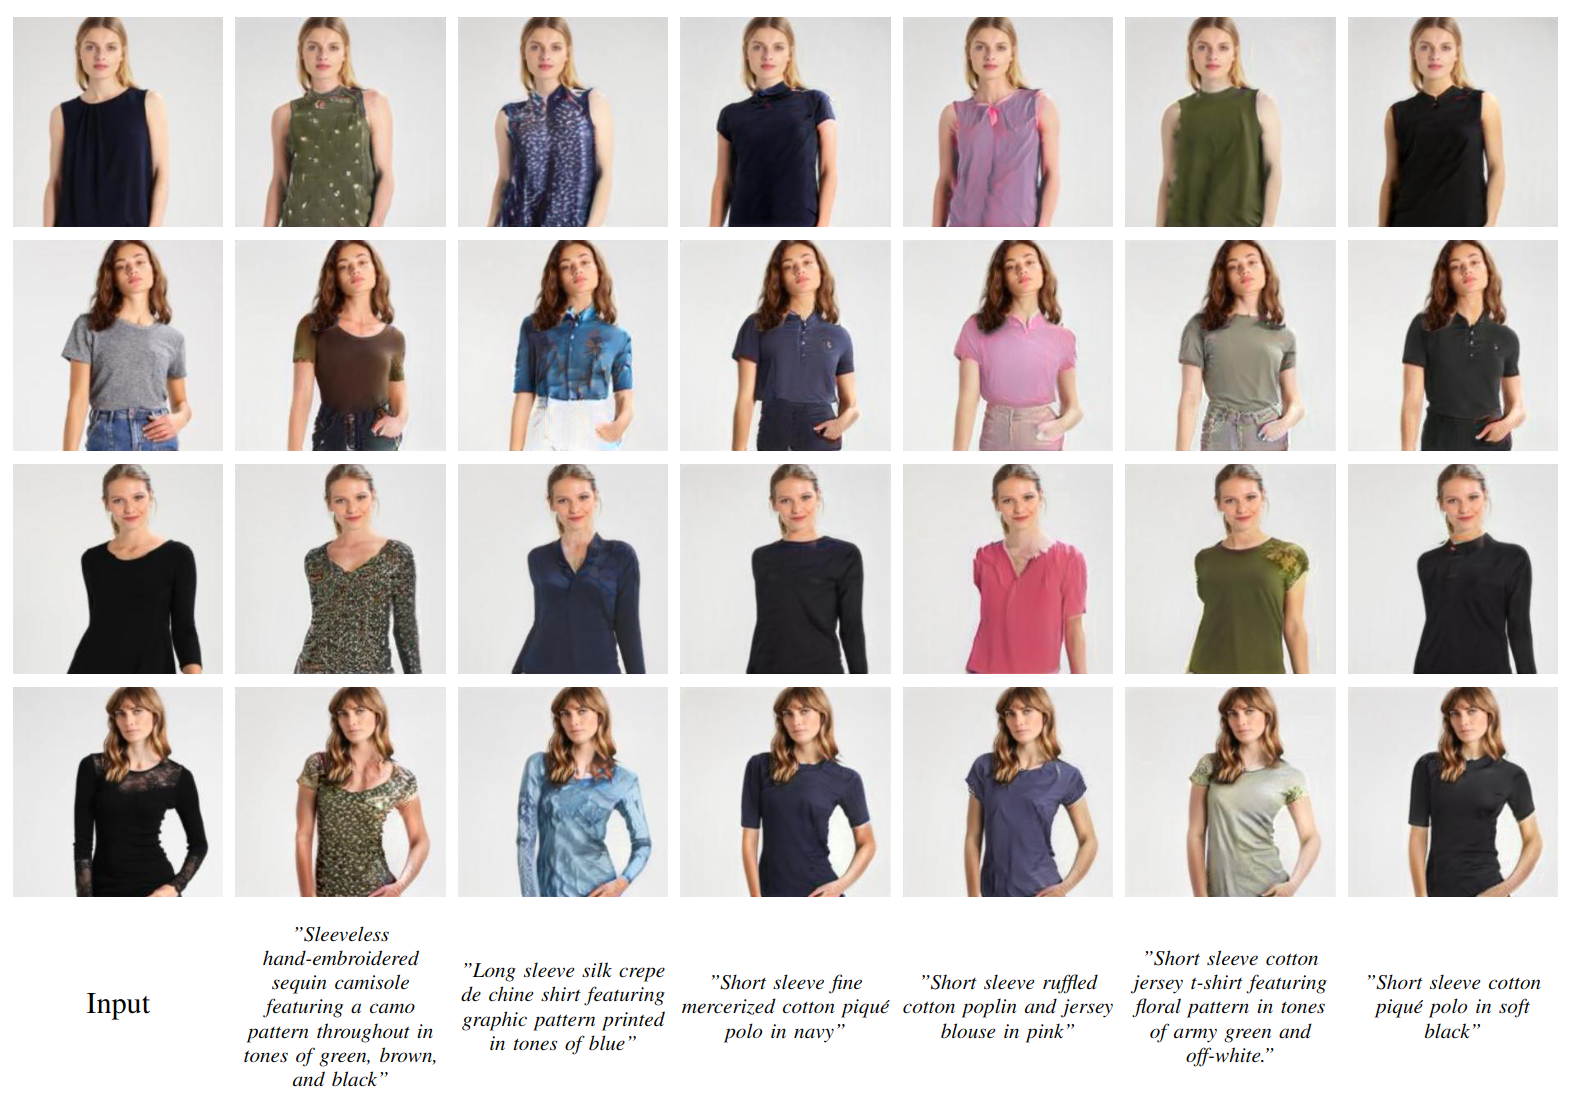 Input
”Sleeveless
hand-embroidered
sequin camisole
featuring a camo
pattern throughout in
tones of green, brown,
and black”
”Long sleeve silk crepe
de chine shirt featuring
graphic pattern printed
in tones of blue”
”Short sleeve fine
mercerized cotton piqué
polo in navy”
”Short sleeve ruffled
cotton poplin and jersey
blouse in pink”
”Short sleeve cotton
jersey t-shirt featuring
floral pattern in tones
of army green and
off-white.”
”Short sleeve cotton
piqué polo in soft
black”